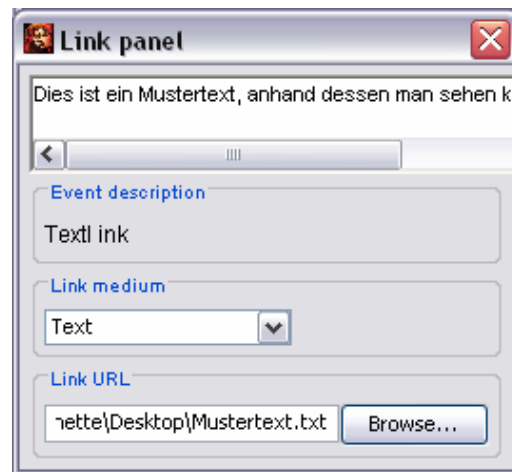 Link panel
Dies ist ein Mustertext, anhand dessen man sehen k
Event description
Textl ink
Link medium
Text
Link URL
nette\Desktop\Mustertext.txt Browse...